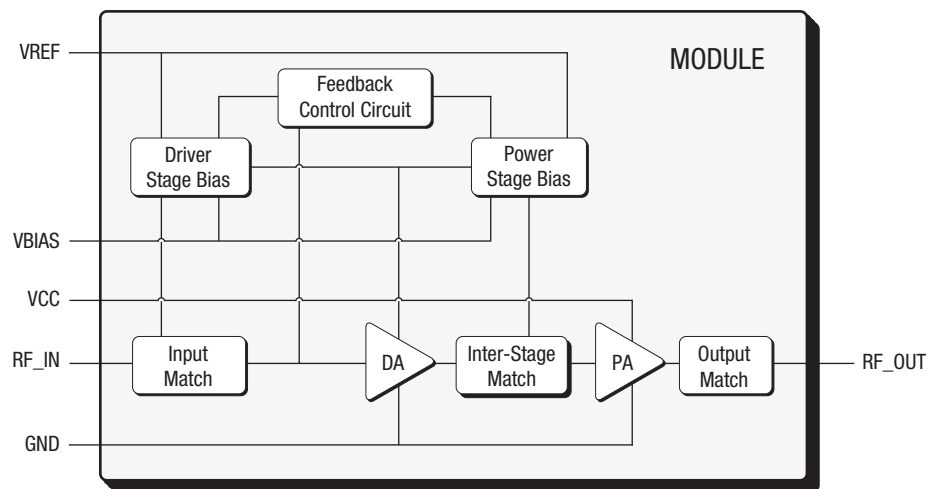 VREF
MODULE
Feedback
Control Circuit
Driver
Stage Bias
Power
Stage Bias
VBIAS
VCC
RF_IN
Input
Match
DA
Inter-Stage
Match
PA
Output
Match
RF_OUT
GND